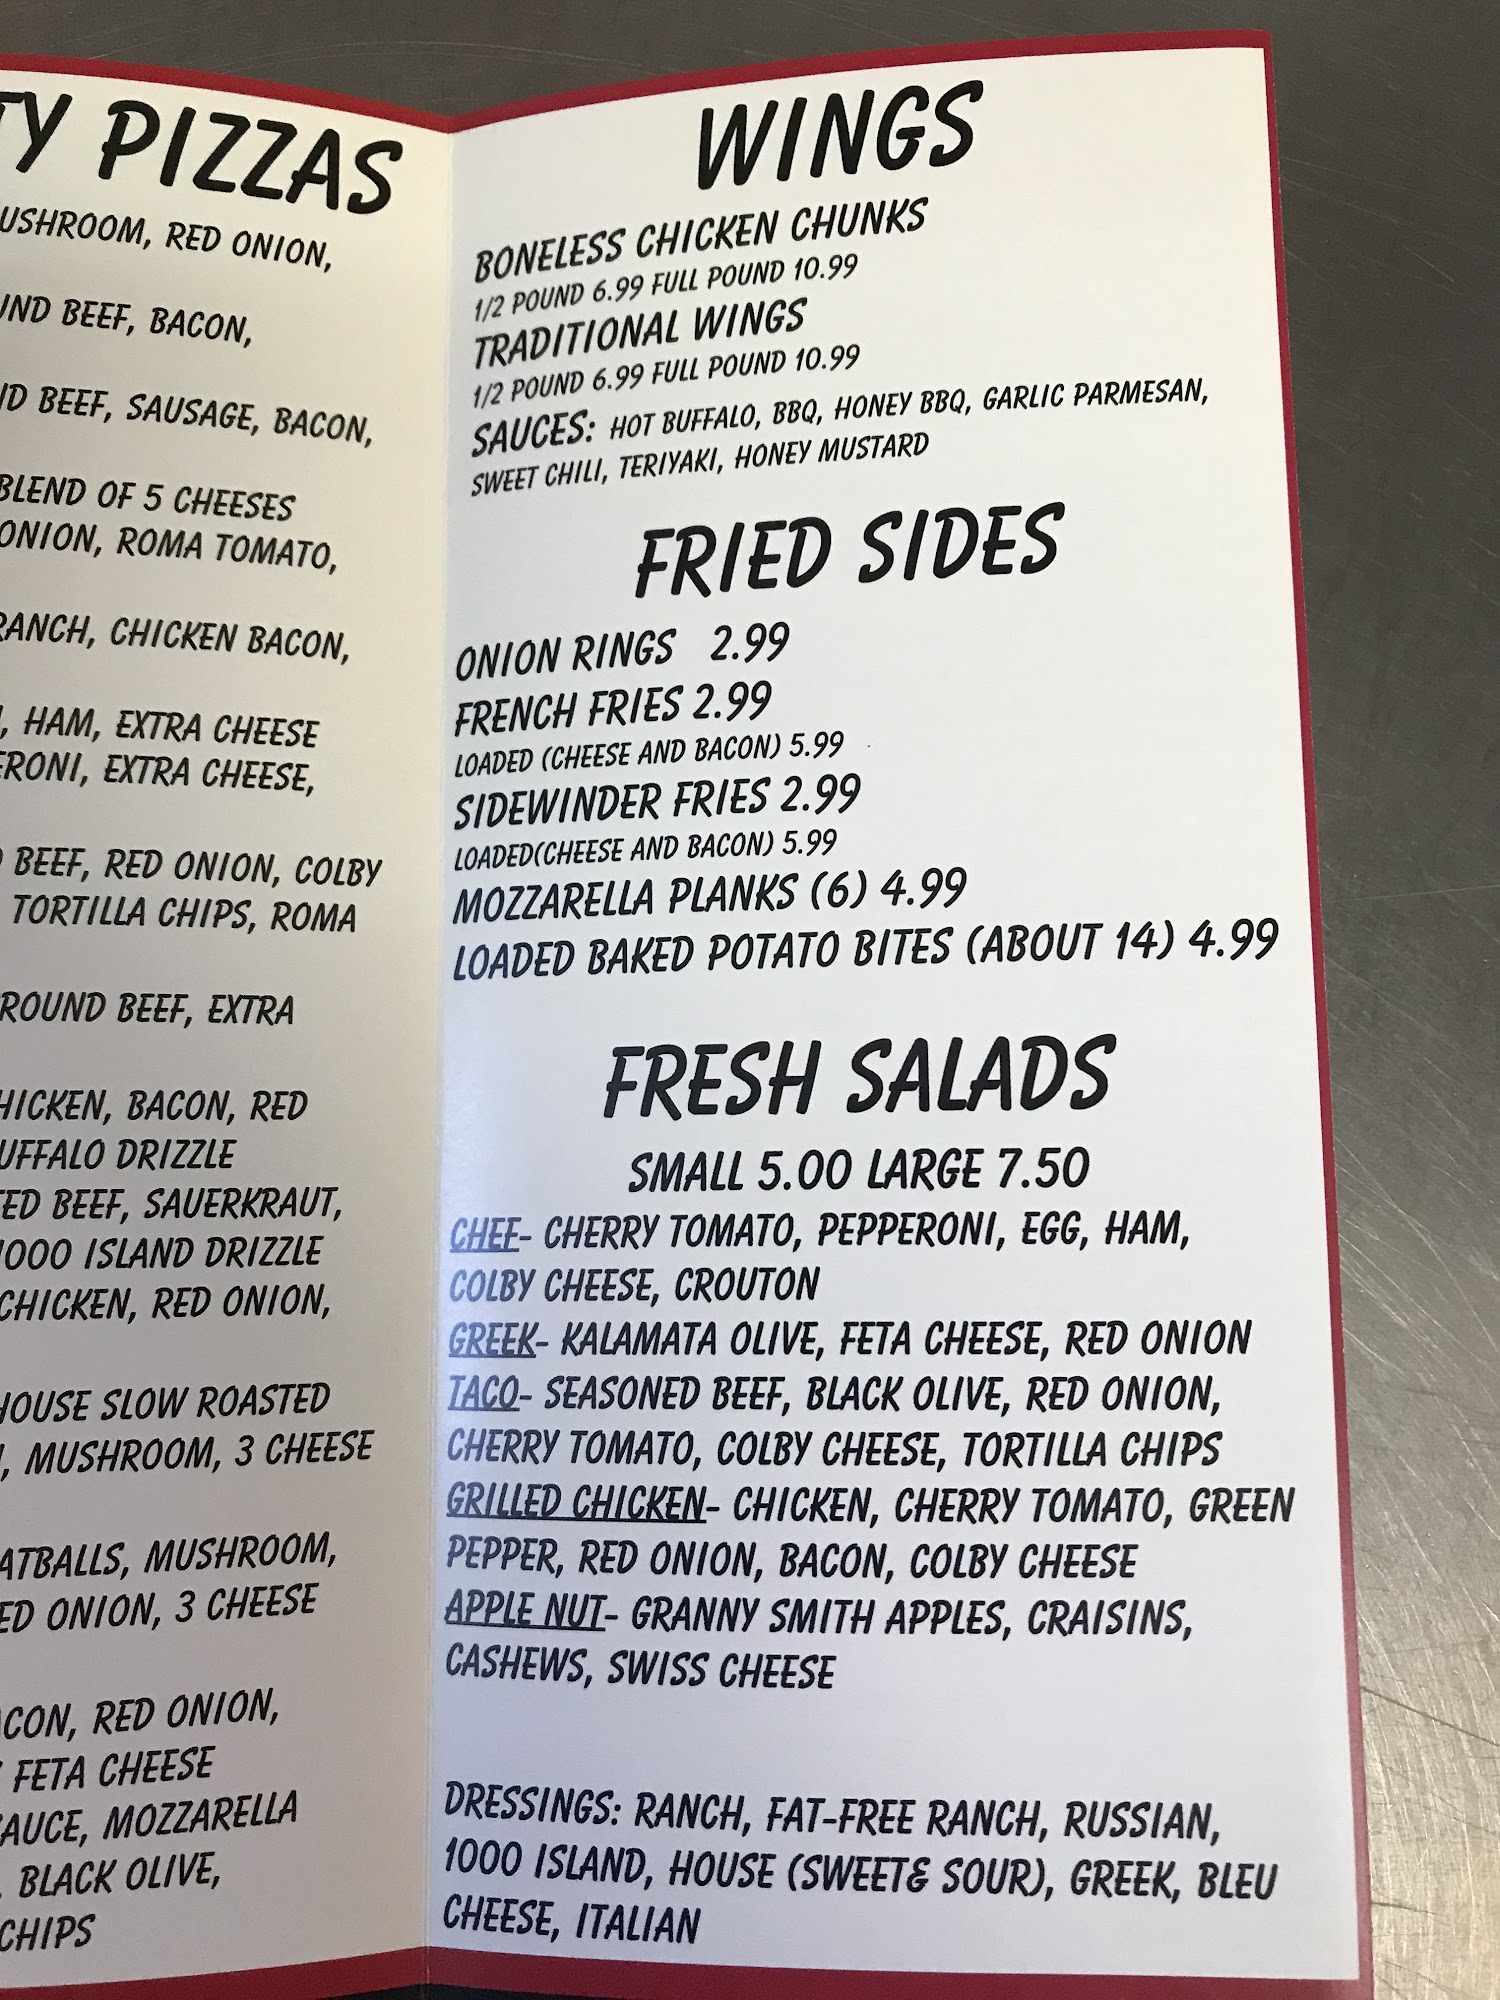 TY PIZZAS
MUSHROOM, RED ONION,
BEEF, BACON,
BEEF, SAUSAGE, BACON,
BLEND OF 5 CHEESES
ONION, ROMA TOMATO,
RANCH, CHICKEN BACON,
, HAM, EXTRA CHEESE
ERONI, EXTRA CHEESE,
BEEF, RED ONION, COLBY
TORTILLA CHIPS, ROMA
ROUND BEEF, EXTRA
HICKEN, BACON, RED
UFFALO DRIZZLE
ED BEEF, SAUERKRAUT,
1000 ISLAND DRIZZLE
CHICKEN, RED ONION,
HOUSE SLOW ROASTED
, MUSHROOM, 3 CHEESE
EATBALLS, MUSHROOM,
ED ONION, 3 CHEESE
ACON, RED ONION,
FETA CHEESE
SAUCE, MOZZARELLA
, BLACK OLIVE,
CHIPS
WINGS
BONELESS CHICKEN CHUNKS
1/2 POUND 6.99 FULL POUND 10.99
TRADITIONAL WINGS
1/2 POUND 6.99 FULL POUND 10.99
SAUCES: HOT BUFFALO, BBQ, HONEY BBQ, GARLIC PARMESAN,
SWEET CHILI, TERIYAKI, HONEY MUSTARD
FRIED SIDES
ONION RINGS 2.99
FRENCH FRIES 2.99
LOADED (CHEESE AND BACON) 5.99
SIDEWINDER FRIES 2.99
LOADED(CHEESE AND BACON) 5.99
MOZZARELLA PLANKS (6) 4.99
LOADED BAKED POTATO BITES (ABOUT 14) 4.99
FRESH SALADS
SMALL 5.00 LARGE 7.50
CHEF- CHERRY TOMATO, PEPPERONI, EGG, HAM,
COLBY CHEESE, CROUTON
GREEK- KALAMATA OLIVE, FETA CHEESE, RED ONION
TACO- SEASONED BEEF, BLACK OLIVE, RED ONION,
CHERRY TOMATO, COLBY CHEESE, TORTILLA CHIPS
GRILLED CHICKEN- CHICKEN, CHERRY TOMATO, GREEN
PEPPER, RED ONION, BACON, COLBY CHEESE
APPLE NUT- GRANNY SMITH APPLES, CRAISINS,
CASHEWS, SWISS CHEESE
DRESSINGS: RANCH, FAT-FREE RANCH, RUSSIAN,
1000 ISLAND, HOUSE (SWEET& SOUR), GREEK, BLEU
CHEESE, ITALIAN